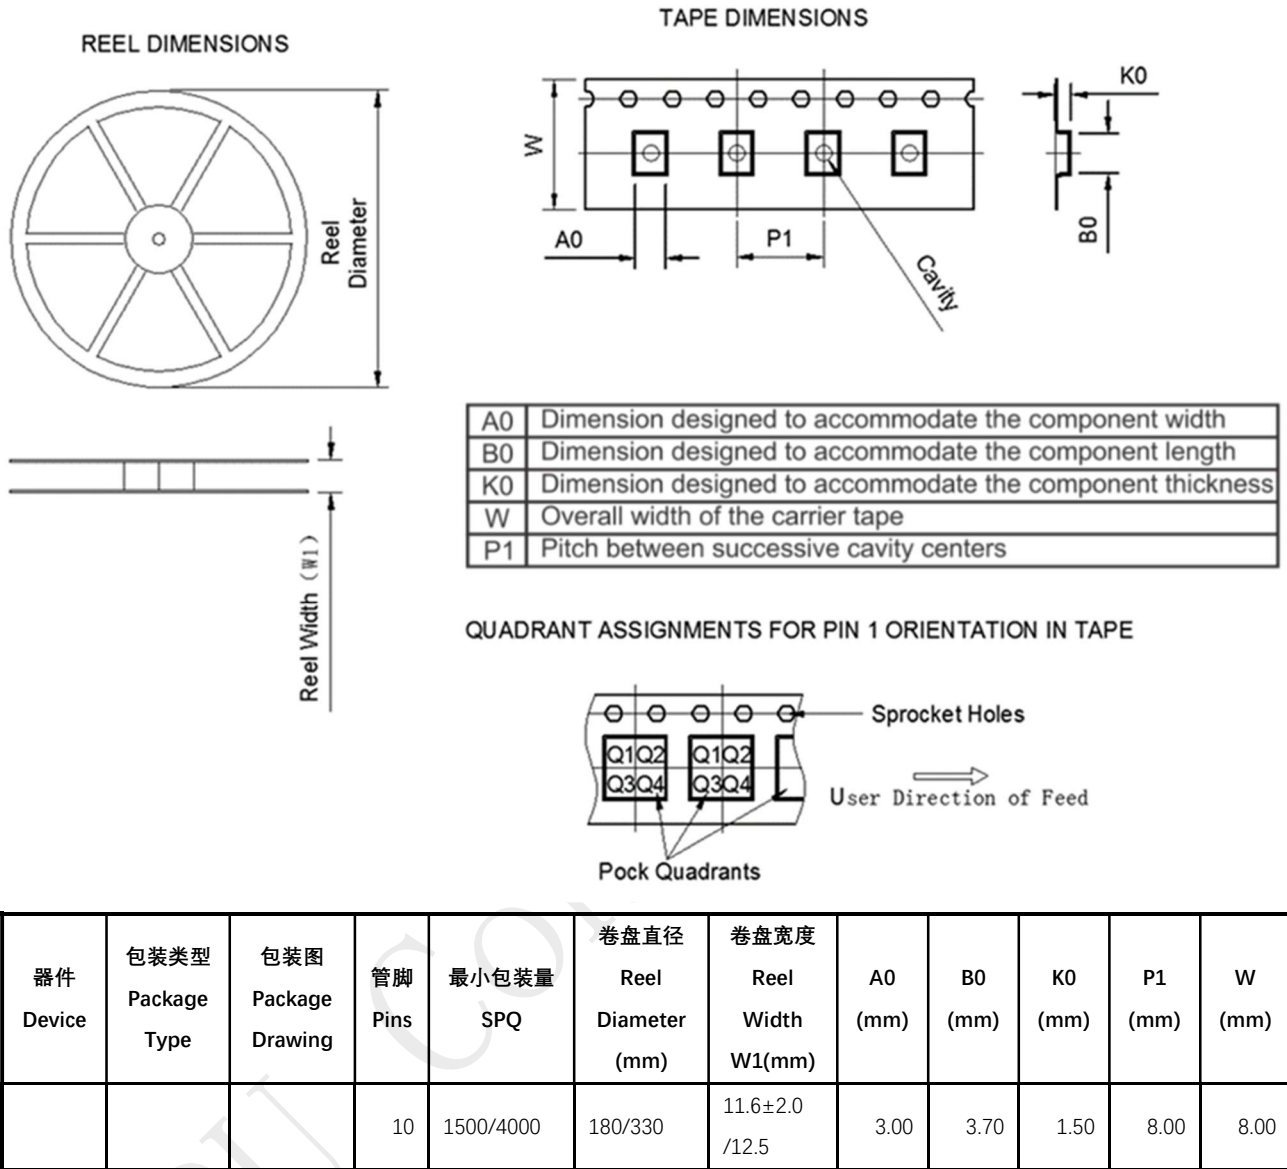 REEL DIMENSIONS
Reel
Diameter
Reel Width（W1）
TAPE DIMENSIONS
W
A0
P1
Cavity
K0
B0
A0 Dimension designed to accommodate the component width
B0 Dimension designed to accommodate the component length
K0 Dimension designed to accommodate the component thickness
W Overall width of the carrier tape
P1 Pitch between successive cavity centers
QUADRANT ASSIGNMENTS FOR PIN 1 ORIENTATION IN TAPE
Sprocket Holes
Q1 Q2 Q1 Q2
Q3 Q4 Q3 Q4
User Direction of Feed
Pock Quadrants
器件
Device
包装类型
Package
Type
包装图
Package
Drawing
管脚
Pins
最小包装量
SPQ
卷盘直径
Reel
Diameter
(mm)
卷盘宽度
Reel
Width
W1(mm)
A0
(mm)
B0
(mm)
K0
(mm)
P1
(mm)
W
(mm)
10
1500/4000
180/330
11.6±2.0
/12.5
3.00
3.70
1.50
8.00
8.00